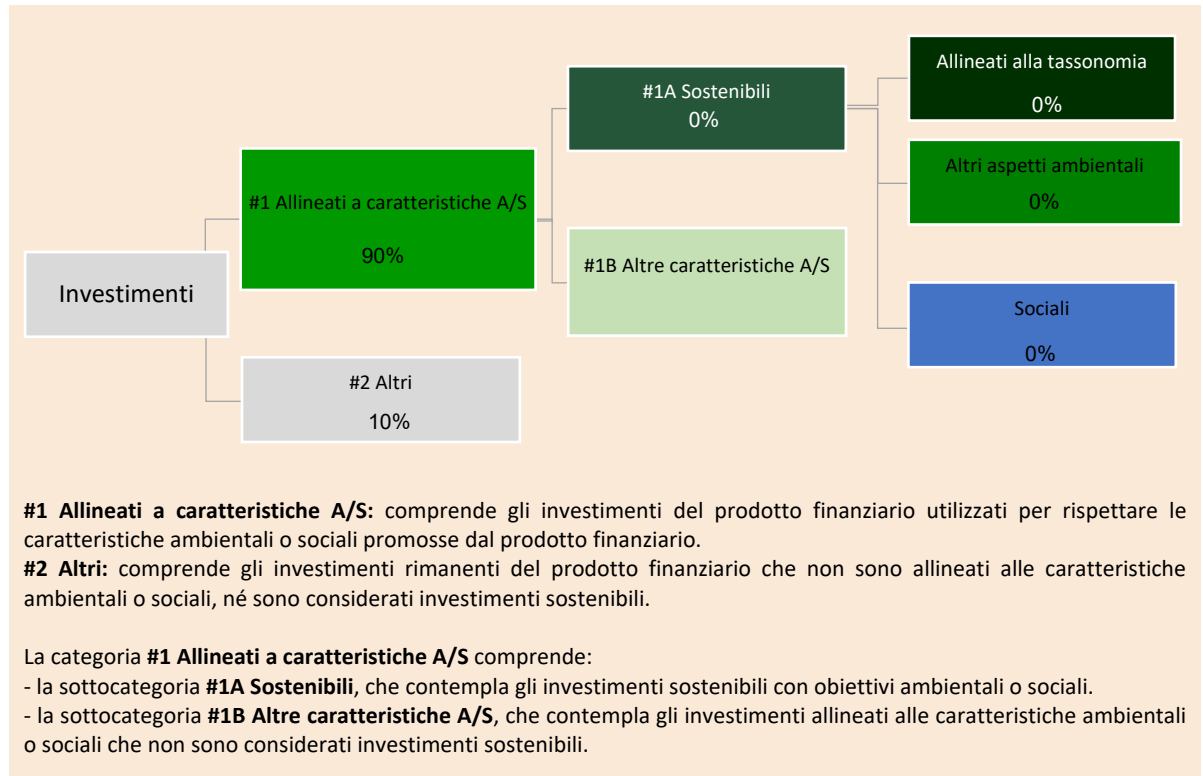 Allineati alla tassonomia
0%
#1A Sostenibili
0%
Altri aspetti ambientali
0%
#1 Allineati a caratteristiche A/S
90%
#1B Altre caratteristiche A/S
Investimenti
Sociali
0%
#2 Altri
10%
#1 Allineati a caratteristiche A/S: comprende gli investimenti del prodotto finanziario utilizzati per rispettare le
caratteristiche ambientali o sociali promosse dal prodotto finanziario.
#2 Altri: comprende gli investimenti rimanenti del prodotto finanziario che non sono allineati alle caratteristiche
ambientali o sociali, né sono considerati investimenti sostenibili.
La categoria #1 Allineati a caratteristiche A/S comprende:
- la sottocategoria #1A Sostenibili, che contempla gli investimenti sostenibili con obiettivi ambientali o sociali.
- la sottocategoria #1B Altre caratteristiche A/S, che contempla gli investimenti allineati alle caratteristiche ambientali
o sociali che non sono considerati investimenti sostenibili.